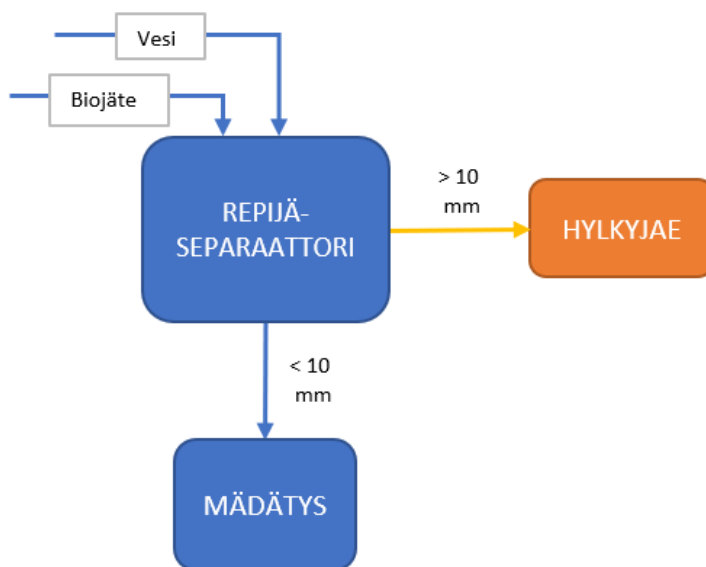 Vesi
Biojäte
REPIJÄ-
SEPARAATTORI
> 10
mm
HYLKYJAE
< 10
mm
MÄDÄTYS